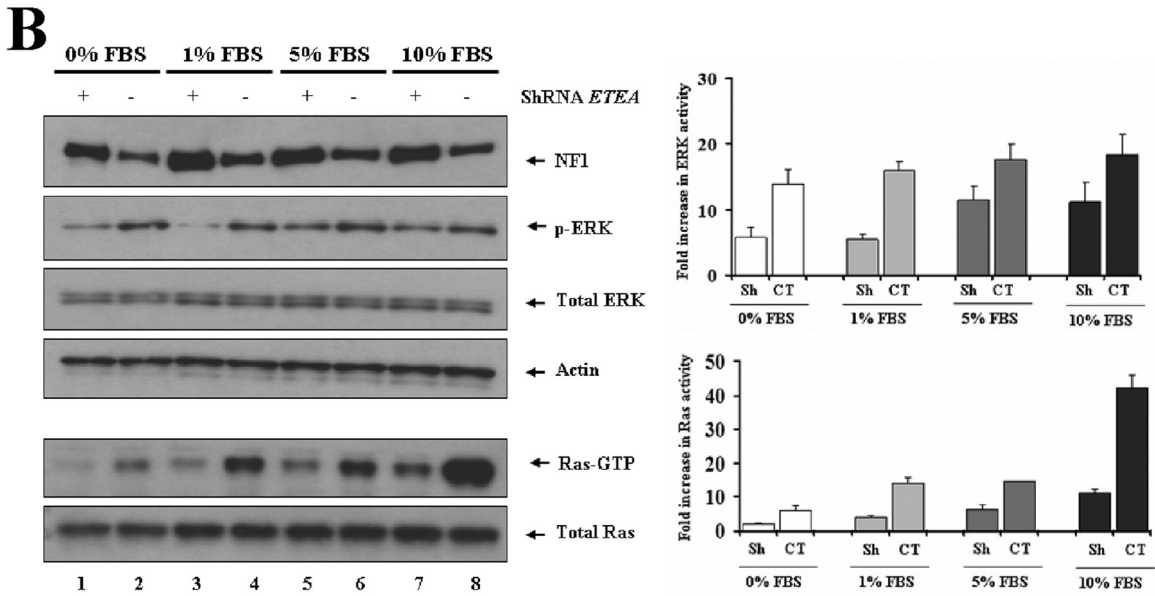 B
0% FBS 1% FBS 5% FBS 10% FBS
+ - + - + - + - ShRNA ETEA
NF1
p-ERK
Total ERK
Actin
Ras-GTP
Total Ras
1 2 3 4 5 6 7 8
Fold increase in ERK activity
30
20
10
0
Sh CT Sh CT Sh CT Sh CT
0% FBS 1% FBS 5% FBS 10% FBS
Fold increase in Ras activity
50
40
30
20
10
0
Sh CT Sh CT Sh CT Sh CT
0% FBS 1% FBS 5% FBS 10% FBS